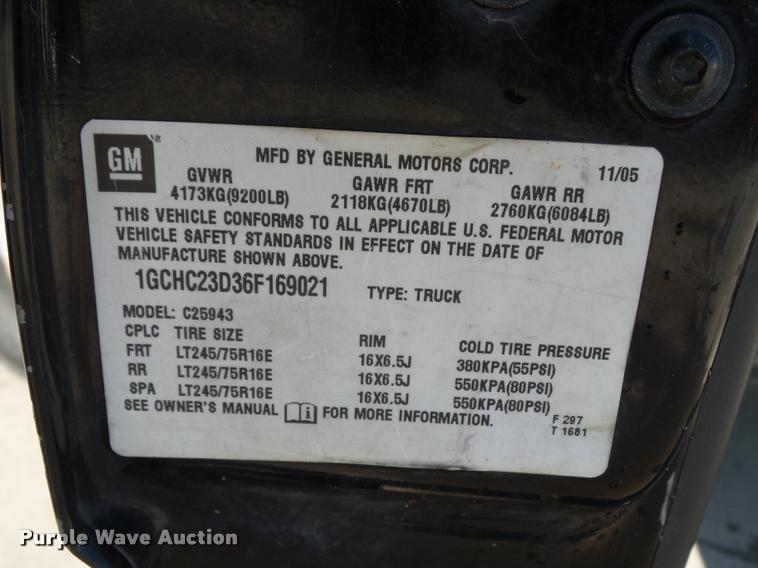 GM
MFD BY GENERAL MOTORS CORP. 11/05
GVWR GAWR FRT GAWR RR
4173KG(9200LB) 2118KG(4670LB) 2760KG(6084LB)
THIS VEHICLE CONFORMS TO ALL APPLICABLE U.S. FEDERAL MOTOR
VEHICLE SAFETY STANDARDS IN EFFECT ON THE DATE OF
MANUFACTURE SHOWN ABOVE.
1GCHC23D36F169021 TYPE: TRUCK
MODEL: C25943
CPLC TIRE SIZE RIM COLD TIRE PRESSURE
FRT LT245/75R16E 16X6.5J 380KPA(55PSI)
RR LT245/75R16E 16X6.5J 550KPA(80PSI)
SPA LT245/75R16E 16X6.5J 550KPA(80PSI)
SEE OWNER'S MANUAL i FOR MORE INFORMATION.
F 297
T 1681
Purple Wave Auction